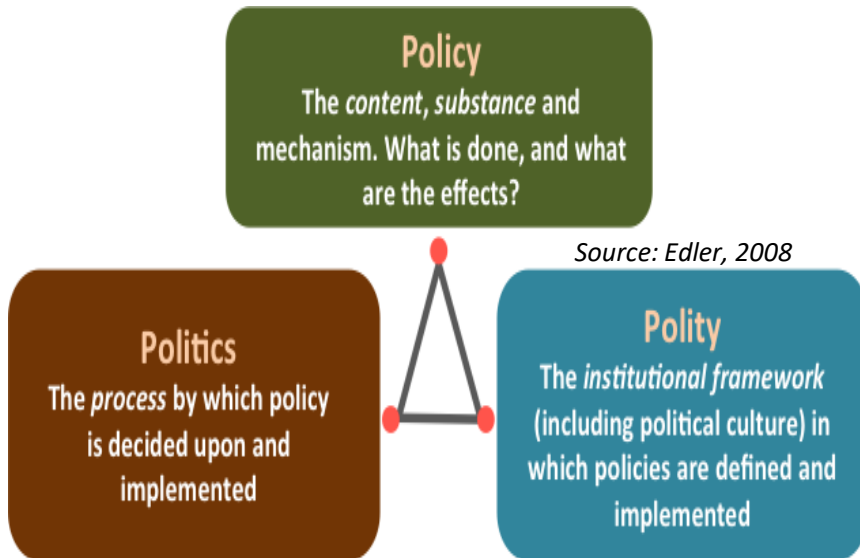 Policy
The content, substance and
mechanism. What is done, and what
are the effects?
Source: Edler, 2008
Politics
The process by which policy
is decided upon and
implemented
Polity
The institutional framework
(including political culture) in
which policies are defined and
implemented